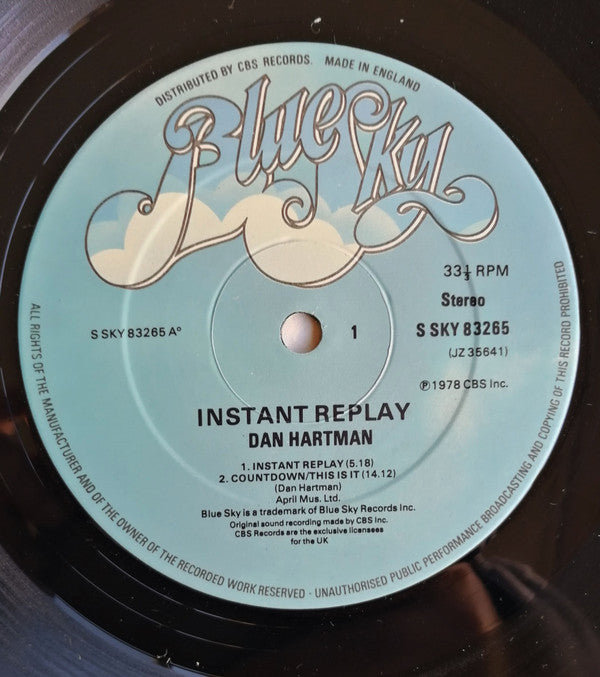 DISTRIBUTED BY CBS RECORDS. MADE IN ENGLAND
Blue Sky
33⅓ RPM
Stereo
S SKY 83265 A°
1
S SKY 83265
(JZ 35641)
℗ 1978 CBS Inc.
INSTANT REPLAY
DAN HARTMAN
1. INSTANT REPLAY (5.18)
2. COUNTDOWN/THIS IS IT (14.12)
(Dan Hartman)
April Mus. Ltd.
Blue Sky is a trademark of Blue Sky Records Inc.
Original sound recording made by CBS Inc.
CBS Records are the exclusive licensees
for the UK
ALL RIGHTS OF THE MANUFACTURER AND OF THE OWNER OF THE RECORDED WORK RESERVED - UNAUTHORISED PUBLIC PERFORMANCE BROADCASTING AND COPYING OF THIS RECORD PROHIBITED